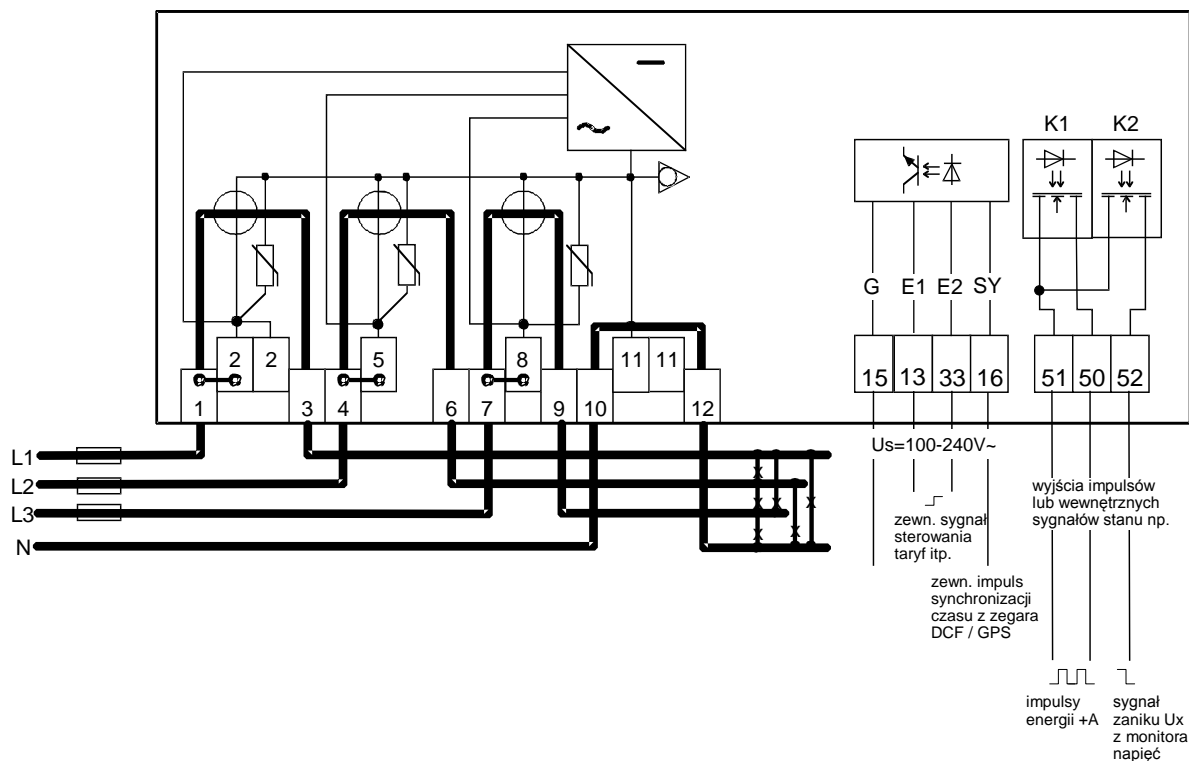 K1 K2
G E1 E2 SY
2 2 5 8 11 11
1 3 4 6 7 9 10 12
15 13 33 16
51 50 52
L1
L2
L3
N
Us=100-240V~
zewn. sygnał
sterowania
taryf itp.
zewn. impuls
synchronizacji
czasu z zegara
DCF / GPS
wyjścia impulsów
lub wewnętrznych
sygnałów stanu np.
impulsy
energii +A
sygnał
zaniku Ux
z monitora
napięć